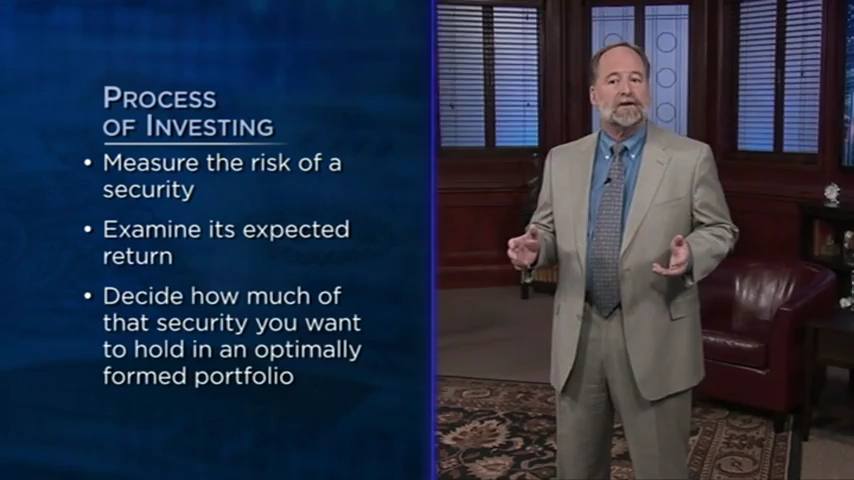 PROCESS
OF INVESTING
• Measure the risk of a
security
• Examine its expected
return
• Decide how much of
that security you want
to hold in an optimally
formed portfolio